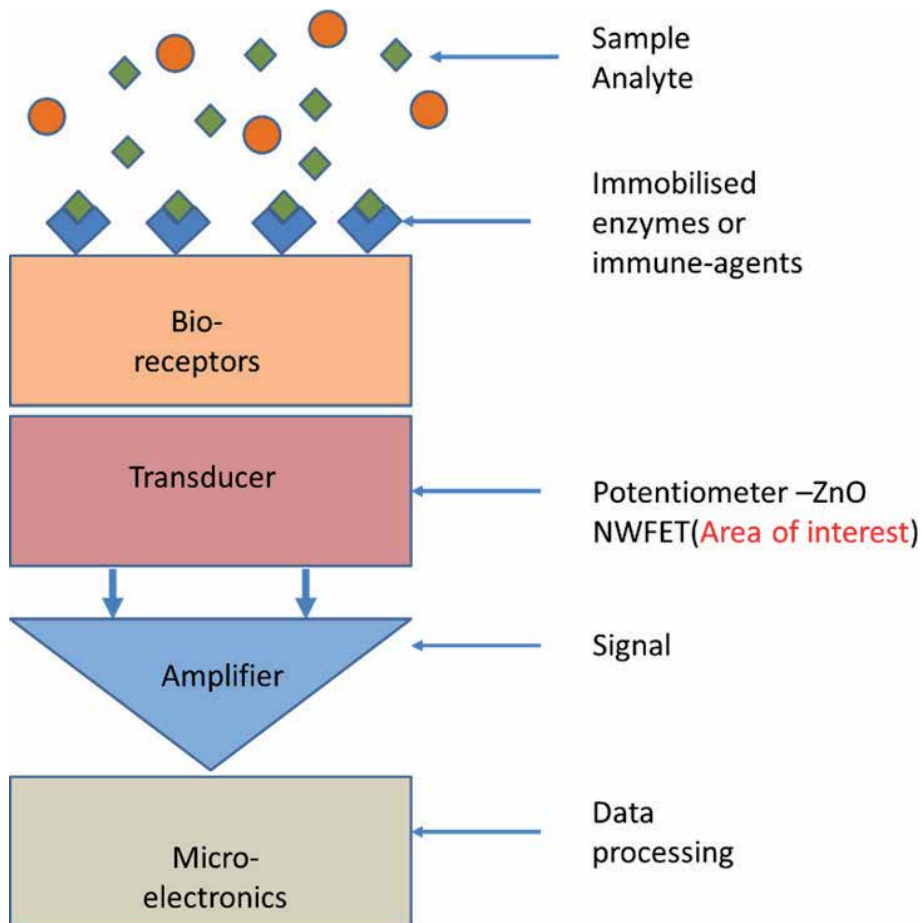 Sample
Analyte
Immobilised
enzymes or
immune-agents
Bio-
receptors
Transducer
Potentiometer –ZnO
NWFET(Area of interest)
Signal
Amplifier
Data
processing
Micro-
electronics